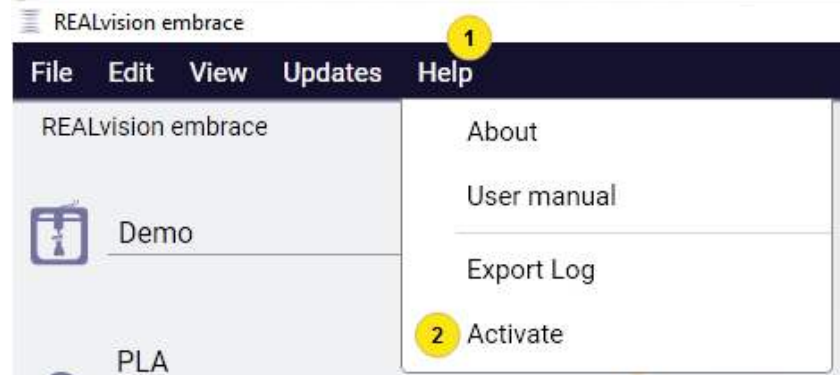 REALvision embrace
1
File Edit View Updates Help
REALvision embrace
About
User manual
Demo
Export Log
2 Activate
PLA